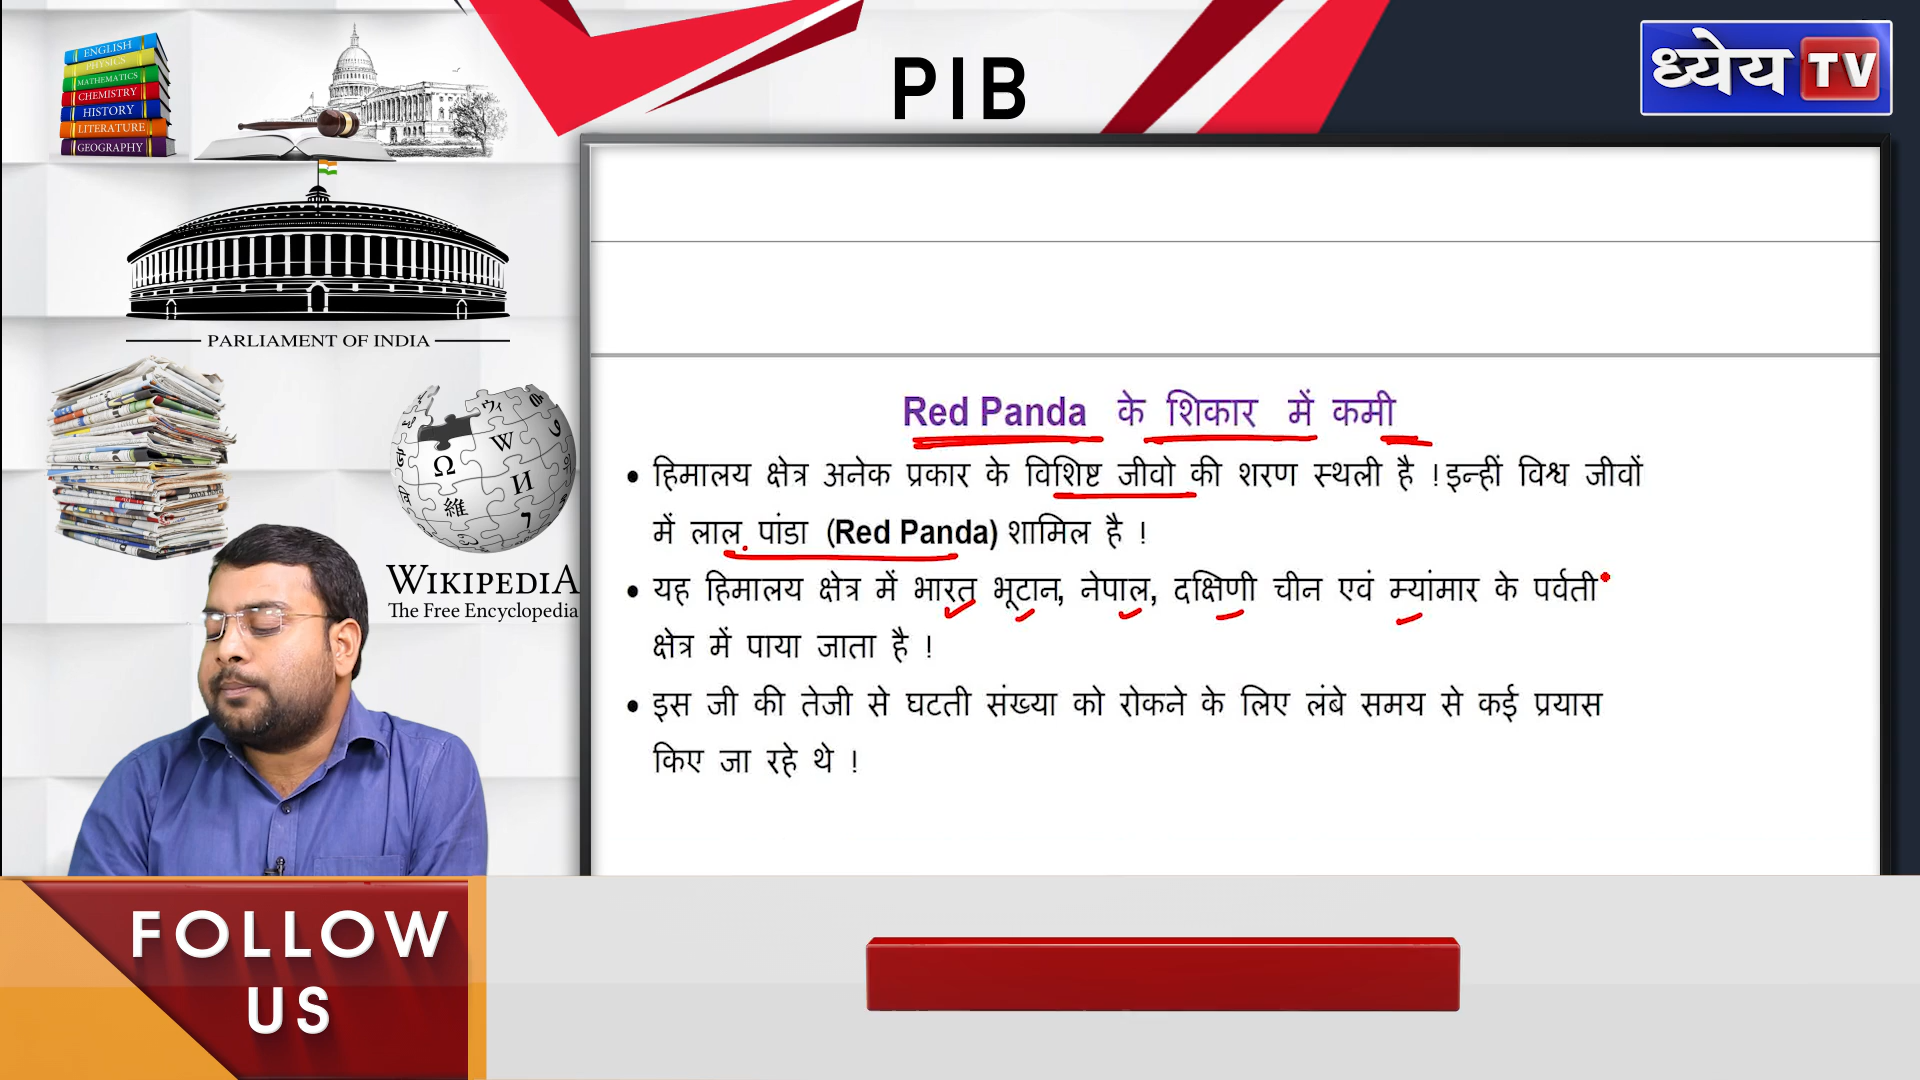 ENGLISH
PHYSICS
MATHEMATICS
CHEMISTRY
HISTORY
LITERATURE
GEOGRAPHY
PIB
ध्येय TV
PARLIAMENT OF INDIA
Ω
W
И
維
WIKIPEDIA
The Free Encyclopedia
Red Panda के शिकार में कमी
• हिमालय क्षेत्र अनेक प्रकार के विशिष्ट जीवो की शरण स्थली है !इन्हीं विश्व जीवों
में लाल पांडा (Red Panda) शामिल है !
• यह हिमालय क्षेत्र में भारत भूटान, नेपाल, दक्षिणी चीन एवं म्यांमार के पर्वती
क्षेत्र में पाया जाता है !
• इस जी की तेजी से घटती संख्या को रोकने के लिए लंबे समय से कई प्रयास
किए जा रहे थे !
FOLLOW
US